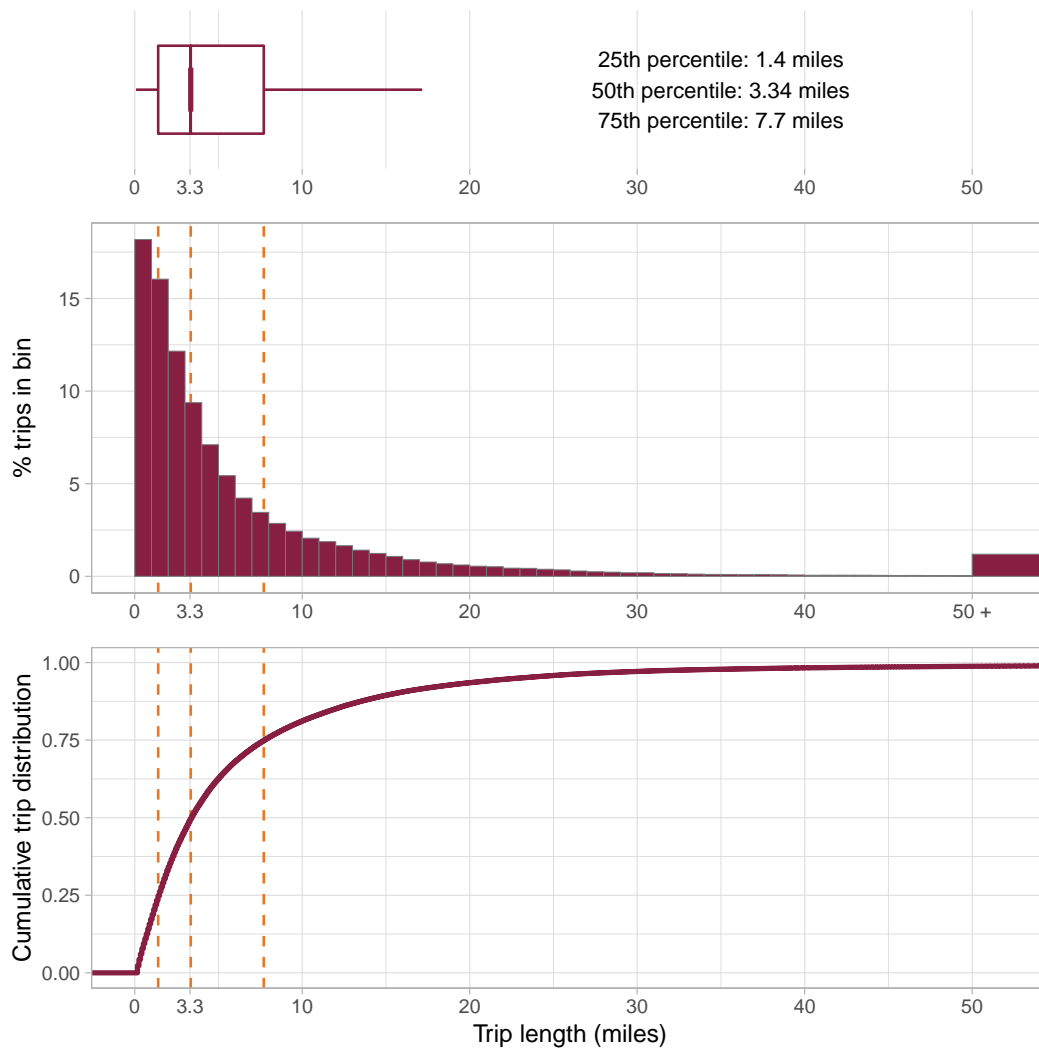 25th percentile: 1.4 miles
50th percentile: 3.34 miles
75th percentile: 7.7 miles
0 3.3 10 20 30 40 50
% trips in bin
15
10
5
0
0 3.3 10 20 30 40 50 +
Cumulative trip distribution
1.00
0.75
0.50
0.25
0.00
0 3.3 10 20 30 40 50
Trip length (miles)